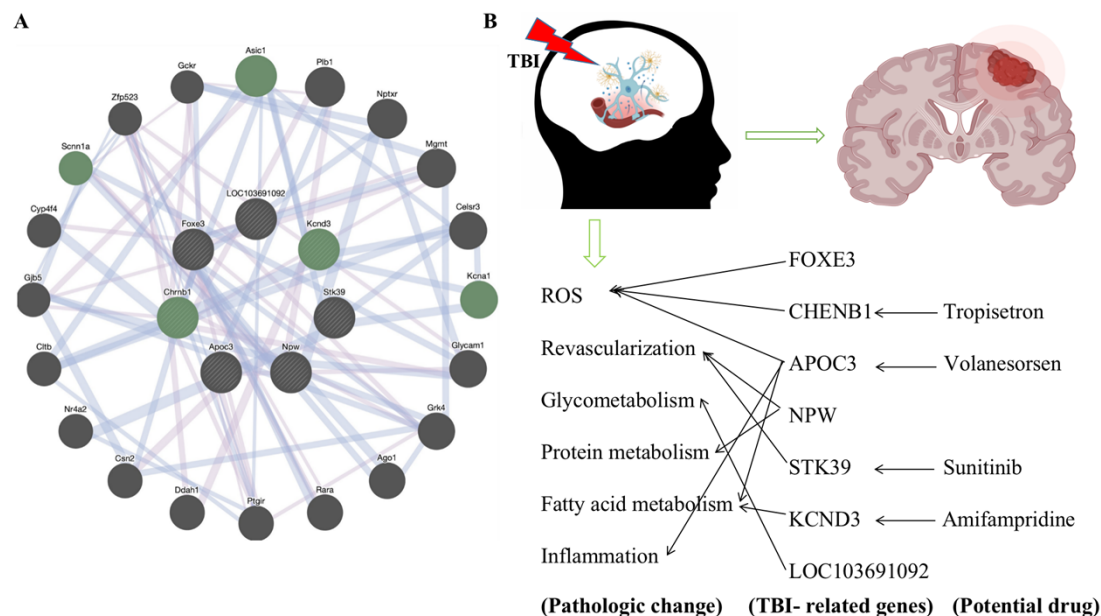 A
Asic1
Gckr
Plb1
Zfp523
Nptxr
Scnn1a
Mgmt
LOC103691092
Cyp4f4
Foxe3
Kcnd3
Celsr3
Gjb5
Chrnb1
Stk39
Kcna1
Cltb
Apoc3
Npw
Glycam1
Nr4a2
Grk4
Csn2
Ago1
Ddah1
Ptgir
Rara
B
TBI
ROS
Revascularization
Glycometabolism
Protein metabolism
Fatty acid metabolism
Inflammation
(Pathologic change)
FOXE3
CHENB1
APOC3
NPW
STK39
KCND3
LOC103691092
(TBI- related genes)
Tropisetron
Volanesorsen
Sunitinib
Amifampridine
(Potential drug)